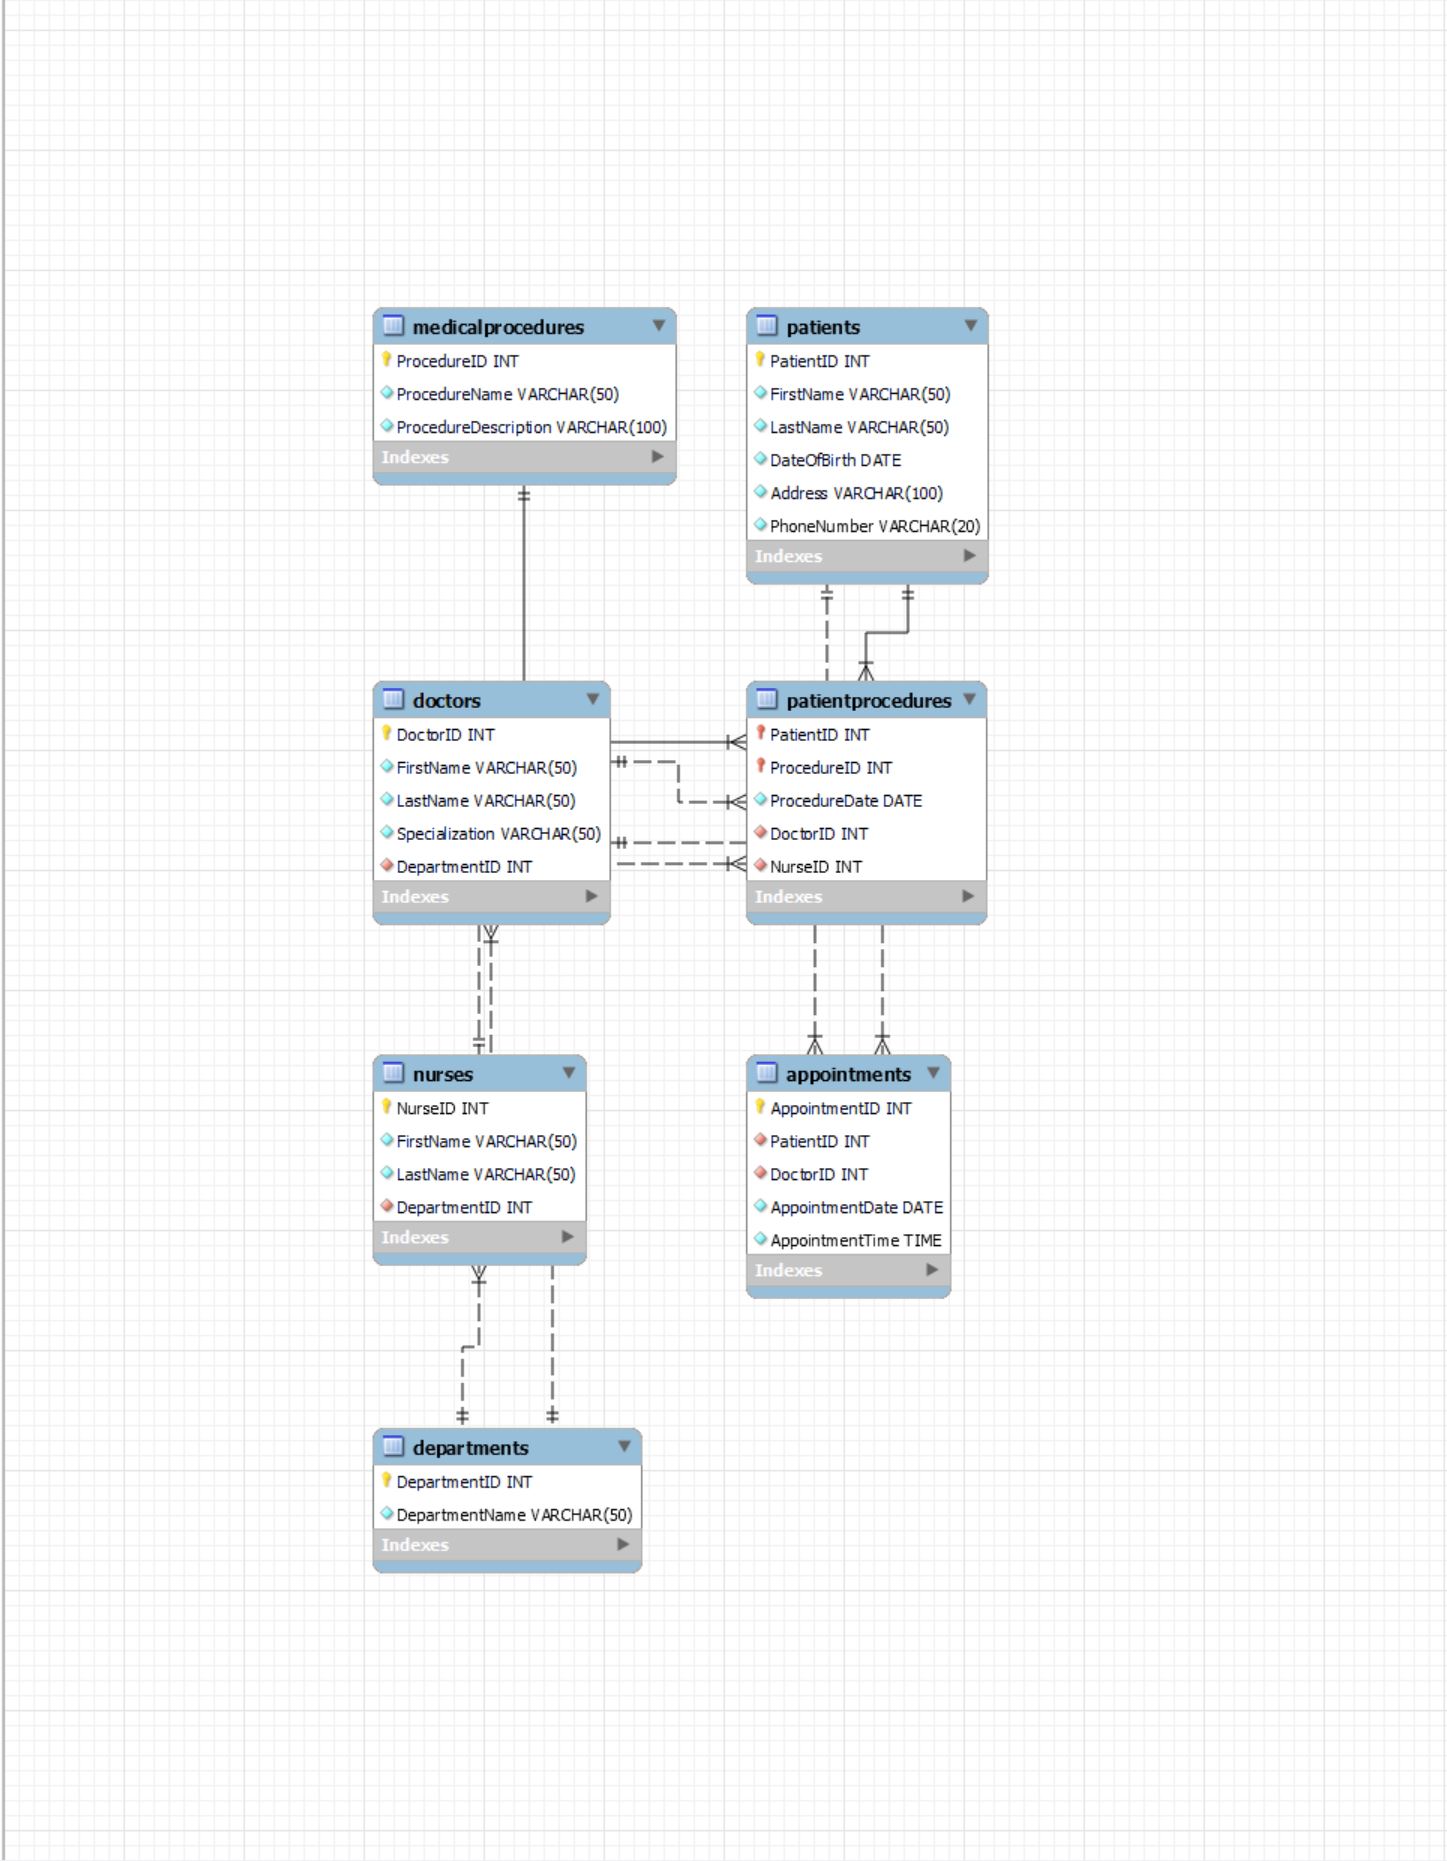 medicalprocedures
ProcedureID INT
ProcedureName VARCHAR(50)
ProcedureDescription VARCHAR(100)
Indexes
patients
PatientID INT
FirstName VARCHAR(50)
LastName VARCHAR(50)
DateOfBirth DATE
Address VARCHAR(100)
PhoneNumber VARCHAR(20)
Indexes
doctors
DoctorID INT
FirstName VARCHAR(50)
LastName VARCHAR(50)
Specialization VARCHAR(50)
DepartmentID INT
Indexes
patientprocedures
PatientID INT
ProcedureID INT
ProcedureDate DATE
DoctorID INT
NurseID INT
Indexes
nurses
NurseID INT
FirstName VARCHAR(50)
LastName VARCHAR(50)
DepartmentID INT
Indexes
appointments
AppointmentID INT
PatientID INT
DoctorID INT
AppointmentDate DATE
AppointmentTime TIME
Indexes
departments
DepartmentID INT
DepartmentName VARCHAR(50)
Indexes